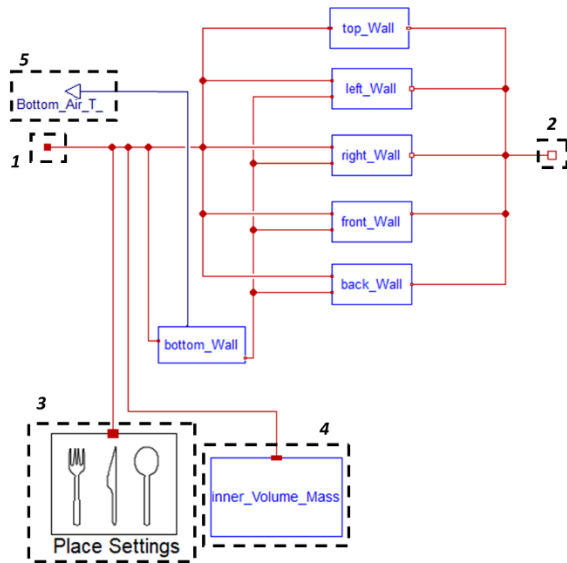 top_Wall
5
left_Wall
Bottom_Air_T_
2
1
right_Wall
front_Wall
back_Wall
bottom_Wall
3
4
inner_Volume_Mass
Place Settings